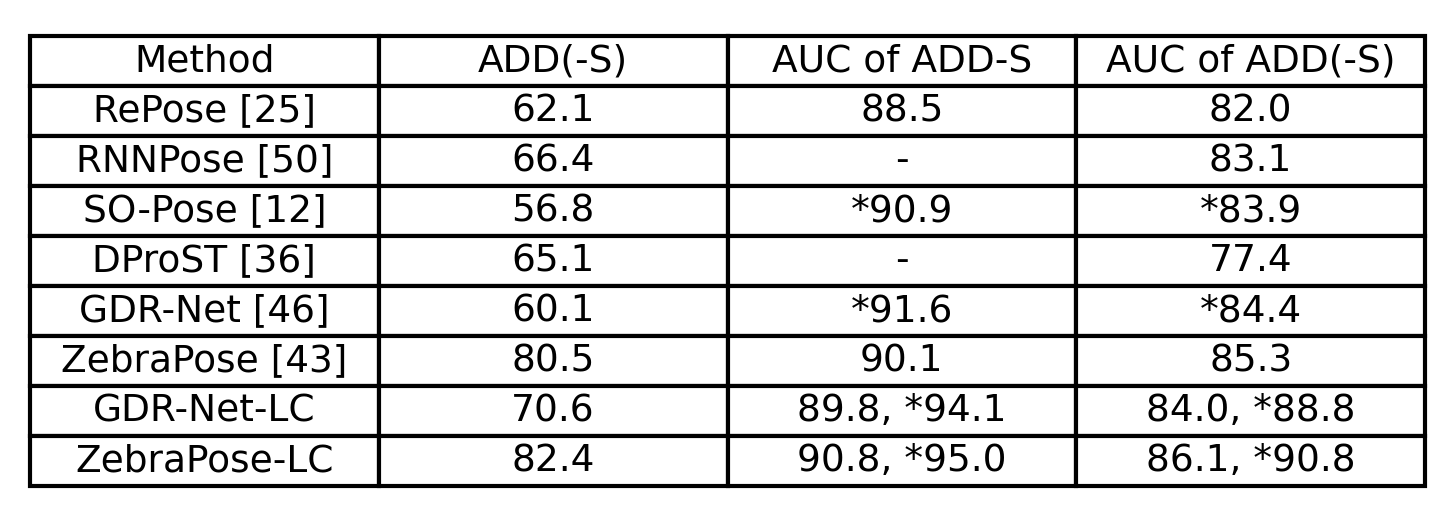 Method ADD(-S) AUC of ADD-S AUC of ADD(-S)
RePose [25] 62.1 88.5 82.0
RNNPose [50] 66.4 - 83.1
SO-Pose [12] 56.8 *90.9 *83.9
DProST [36] 65.1 - 77.4
GDR-Net [46] 60.1 *91.6 *84.4
ZebraPose [43] 80.5 90.1 85.3
GDR-Net-LC 70.6 89.8, *94.1 84.0, *88.8
ZebraPose-LC 82.4 90.8, *95.0 86.1, *90.8